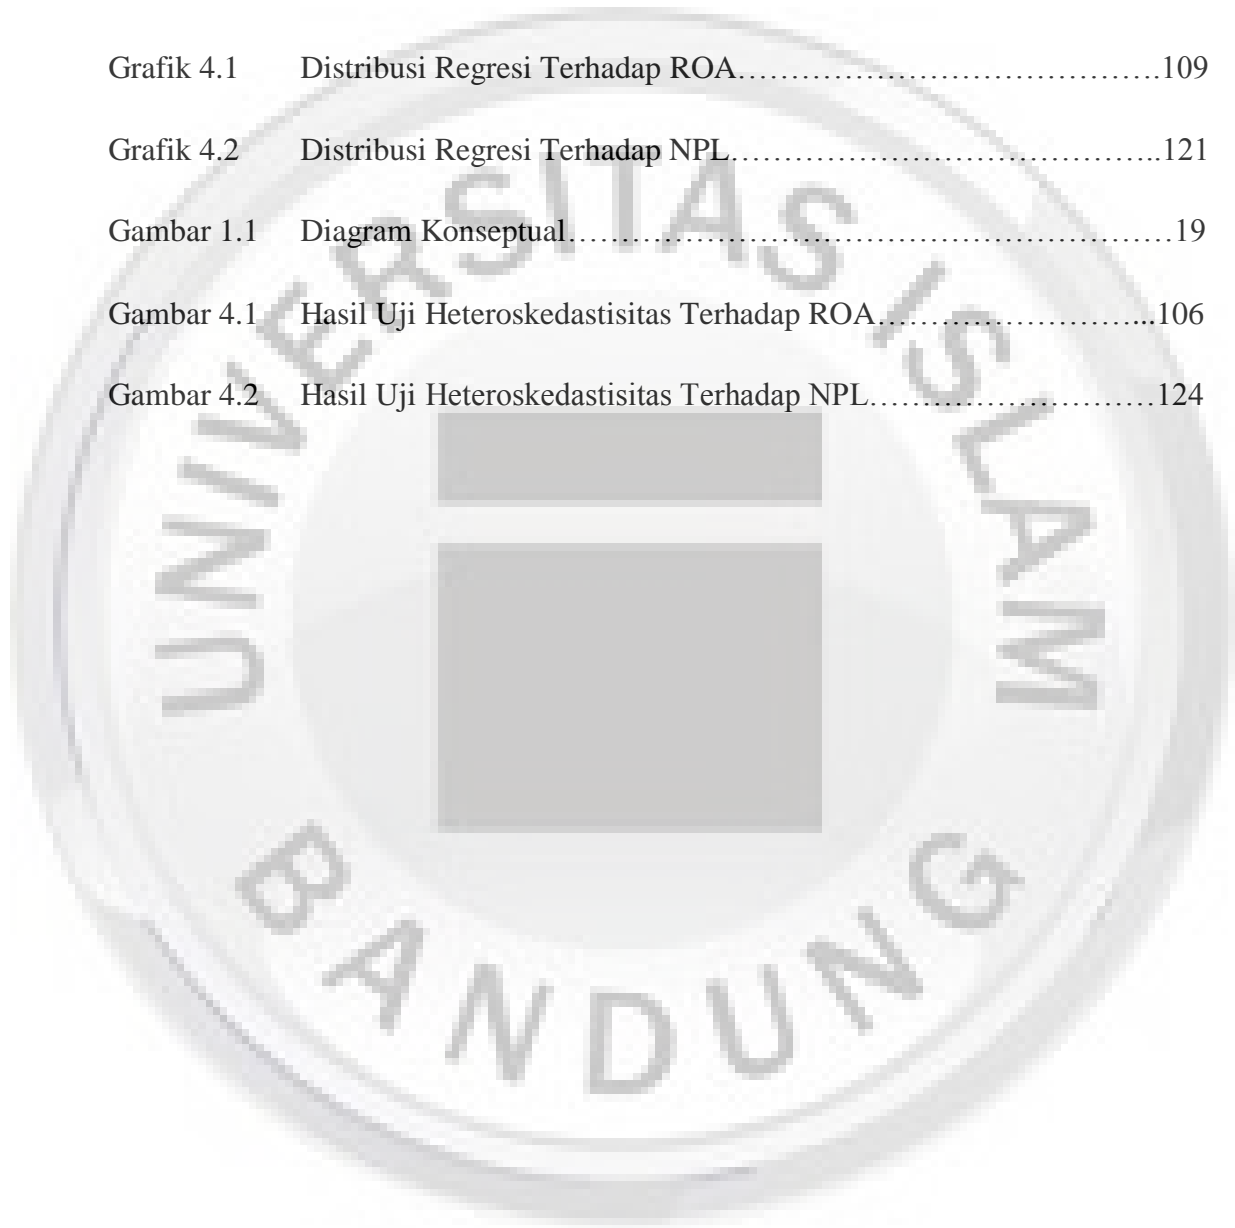 Grafik 4.1 Distribusi Regresi Terhadap ROA………………………………….109
Grafik 4.2 Distribusi Regresi Terhadap NPL…………………………………..121
Gambar 1.1 Diagram Konseptual…………………………………………………19
Gambar 4.1 Hasil Uji Heteroskedastisitas Terhadap ROA……………………...106
Gambar 4.2 Hasil Uji Heteroskedastisitas Terhadap NPL………………………124
UNIVERSITAS ISLAM
BANDUNG